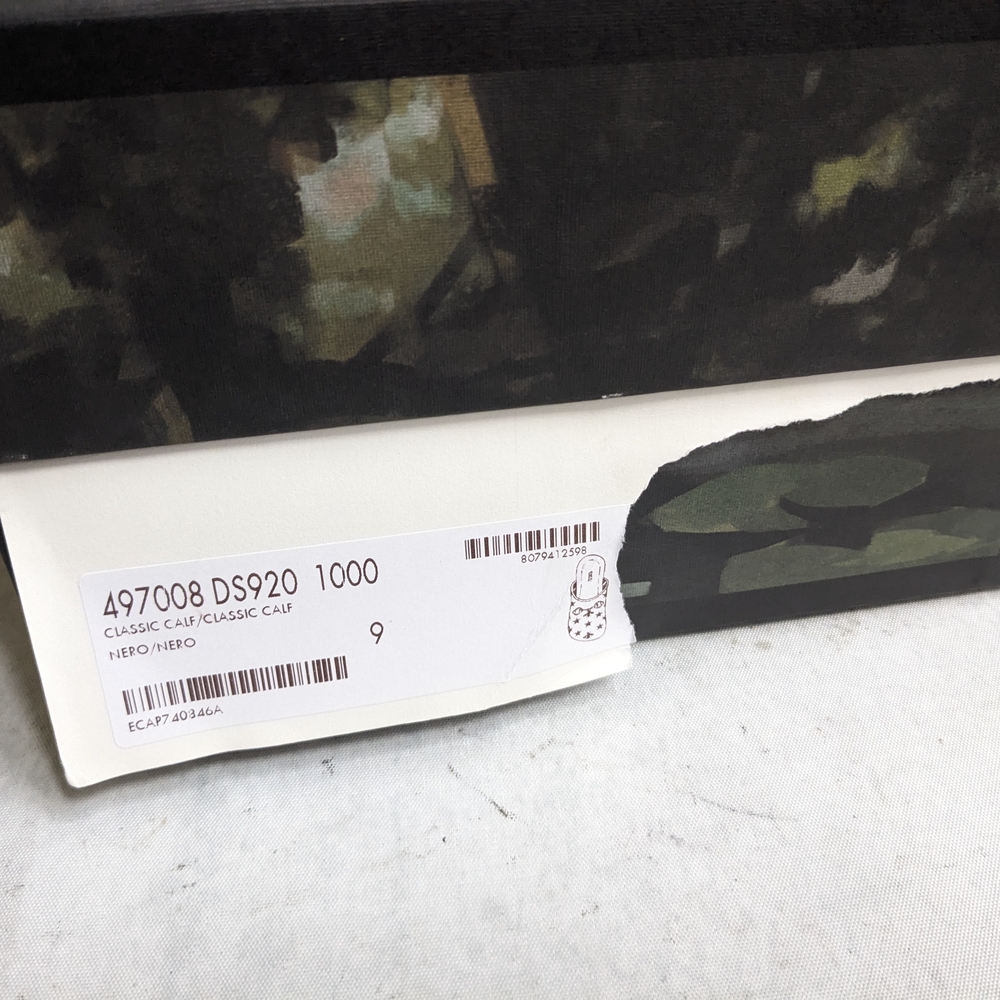 8079412598
497008 DS920 1000
CLASSIC CALF/CLASSIC CALF
NERO/NERO
9
ECAP740346A